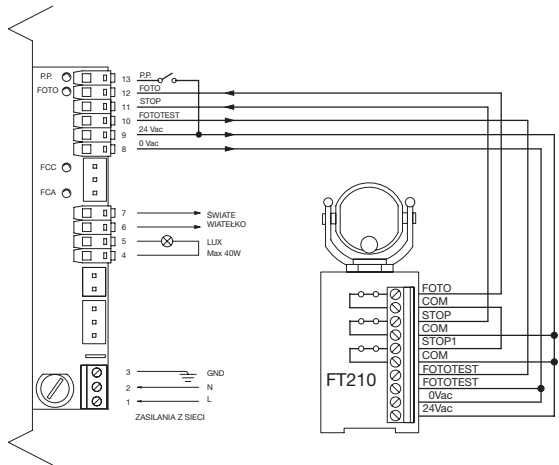 P.P. 13 P.P.
FOTO 12 FOTO
11 STOP
10 FOTOTEST
9 24 Vac
8 0 Vac
FCC
FCA
7 ŚWIATE
6 WIATEŁKO
5 LUX
4 Max 40W
3 GND
2 N
1 L
ZASILANIA Z SIECI
FT210
FOTO
COM
STOP
COM
STOP1
COM
FOTOTEST
FOTOTEST
0Vac
24Vac